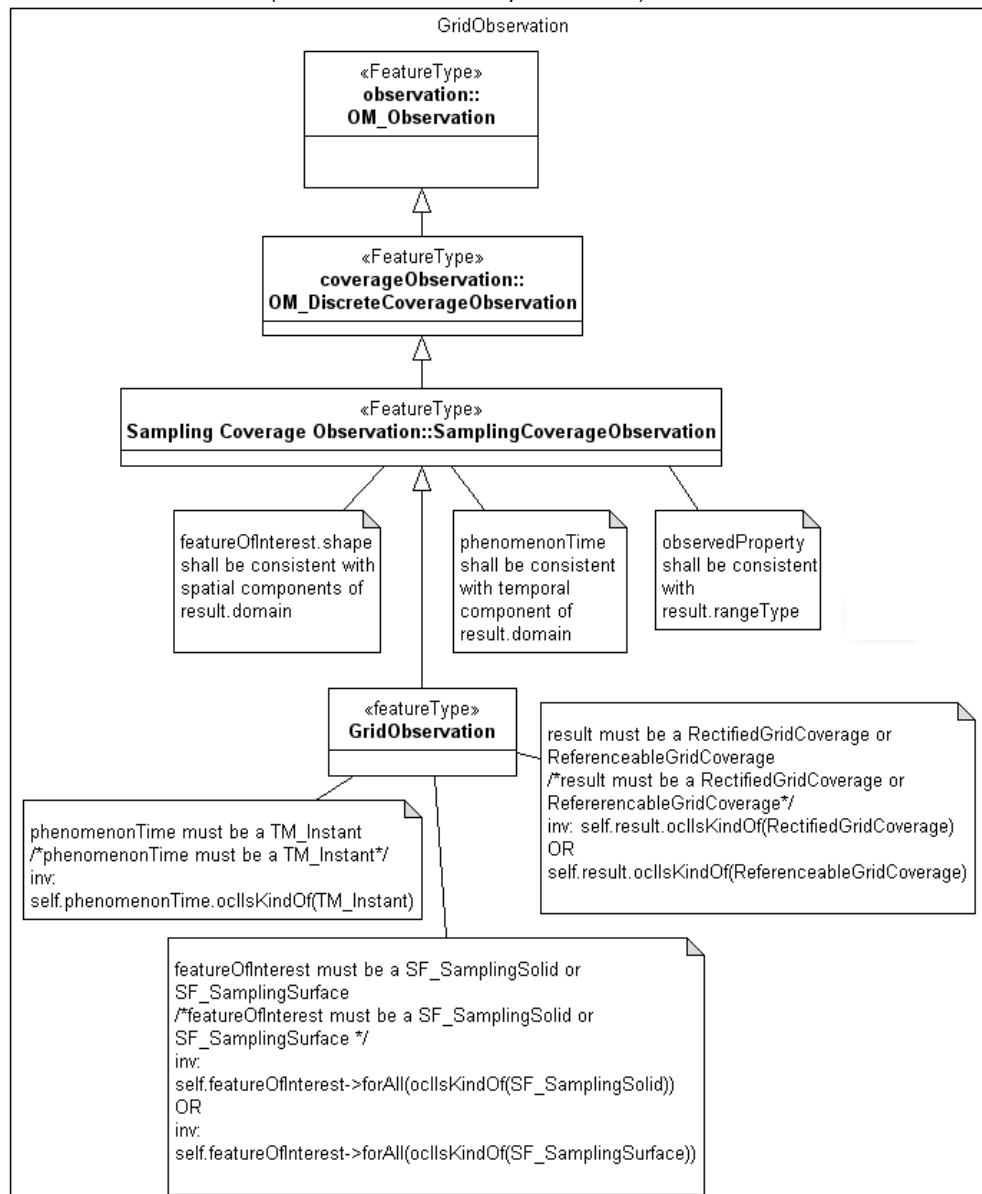 GridObservation
«FeatureType»
observation::
OM_Observation
«FeatureType»
coverageObservation::
OM_DiscreteCoverageObservation
«FeatureType»
Sampling Coverage Observation::SamplingCoverageObservation
featureOfInterest.shape
shall be consistent with
spatial components of
result.domain
phenomenonTime
shall be consistent
with temporal
component of
result.domain
observedProperty
shall be consistent
with
result.rangeType
«featureType»
GridObservation
result must be a RectifiedGridCoverage or
ReferenceableGridCoverage
/*result must be a RectifiedGridCoverage or
RefererencableGridCoverage*/
inv: self.result.oclIsKindOf(RectifiedGridCoverage)
OR
self.result.oclIsKindOf(ReferenceableGridCoverage)
phenomenonTime must be a TM_Instant
/*phenomenonTime must be a TM_Instant*/
inv:
self.phenomenonTime.oclIsKindOf(TM_Instant)
featureOfInterest must be a SF_SamplingSolid or
SF_SamplingSurface
/*featureOfInterest must be a SF_SamplingSolid or
SF_SamplingSurface */
inv:
self.featureOfInterest->forAll(oclIsKindOf(SF_SamplingSolid))
OR
inv:
self.featureOfInterest->forAll(oclIsKindOf(SF_SamplingSurface))